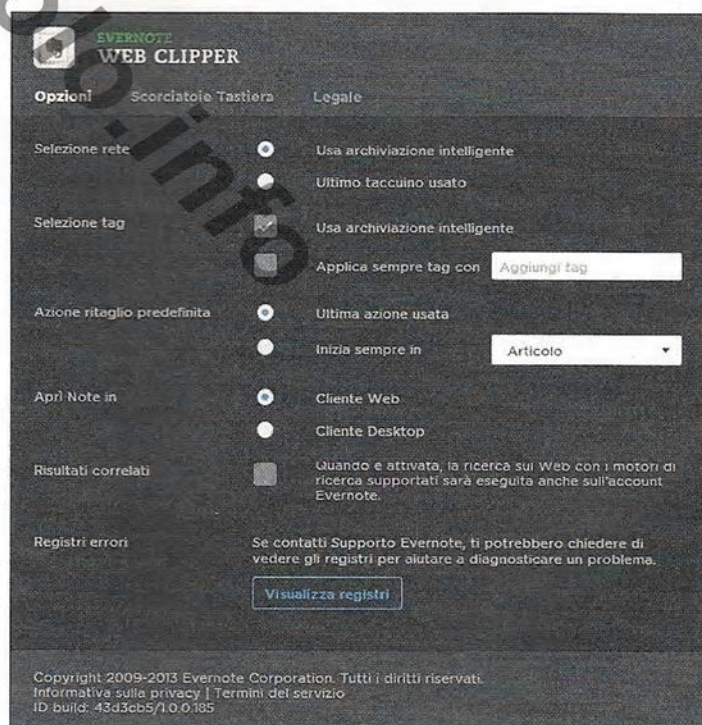 EVERNOTE
WEB CLIPPER
Opzioni Scorciatoie Tastiera Legale
Selezione rete Usa archiviazione intelligente
Ultimo taccuino usato
Selezione tag Usa archiviazione intelligente
Applica sempre tag con Aggiungi tag
Azione ritaglio predefinita Ultima azione usata
Inizia sempre in Articolo
Apri Note in Cliente Web
Cliente Desktop
Risultati correlati Quando è attivata, la ricerca sul Web con i motori di
ricerca supportati sarà eseguita anche sull'account
Evernote.
Registri errori Se contatti Supporto Evernote, ti potrebbero chiedere di
vedere gli registri per aiutare a diagnosticare un problema.
Visualizza registri
Copyright 2009-2013 Evernote Corporation. Tutti i diritti riservati.
Informativa sulla privacy | Termini del servizio
ID build: 43d3cb5/1.0.0.185